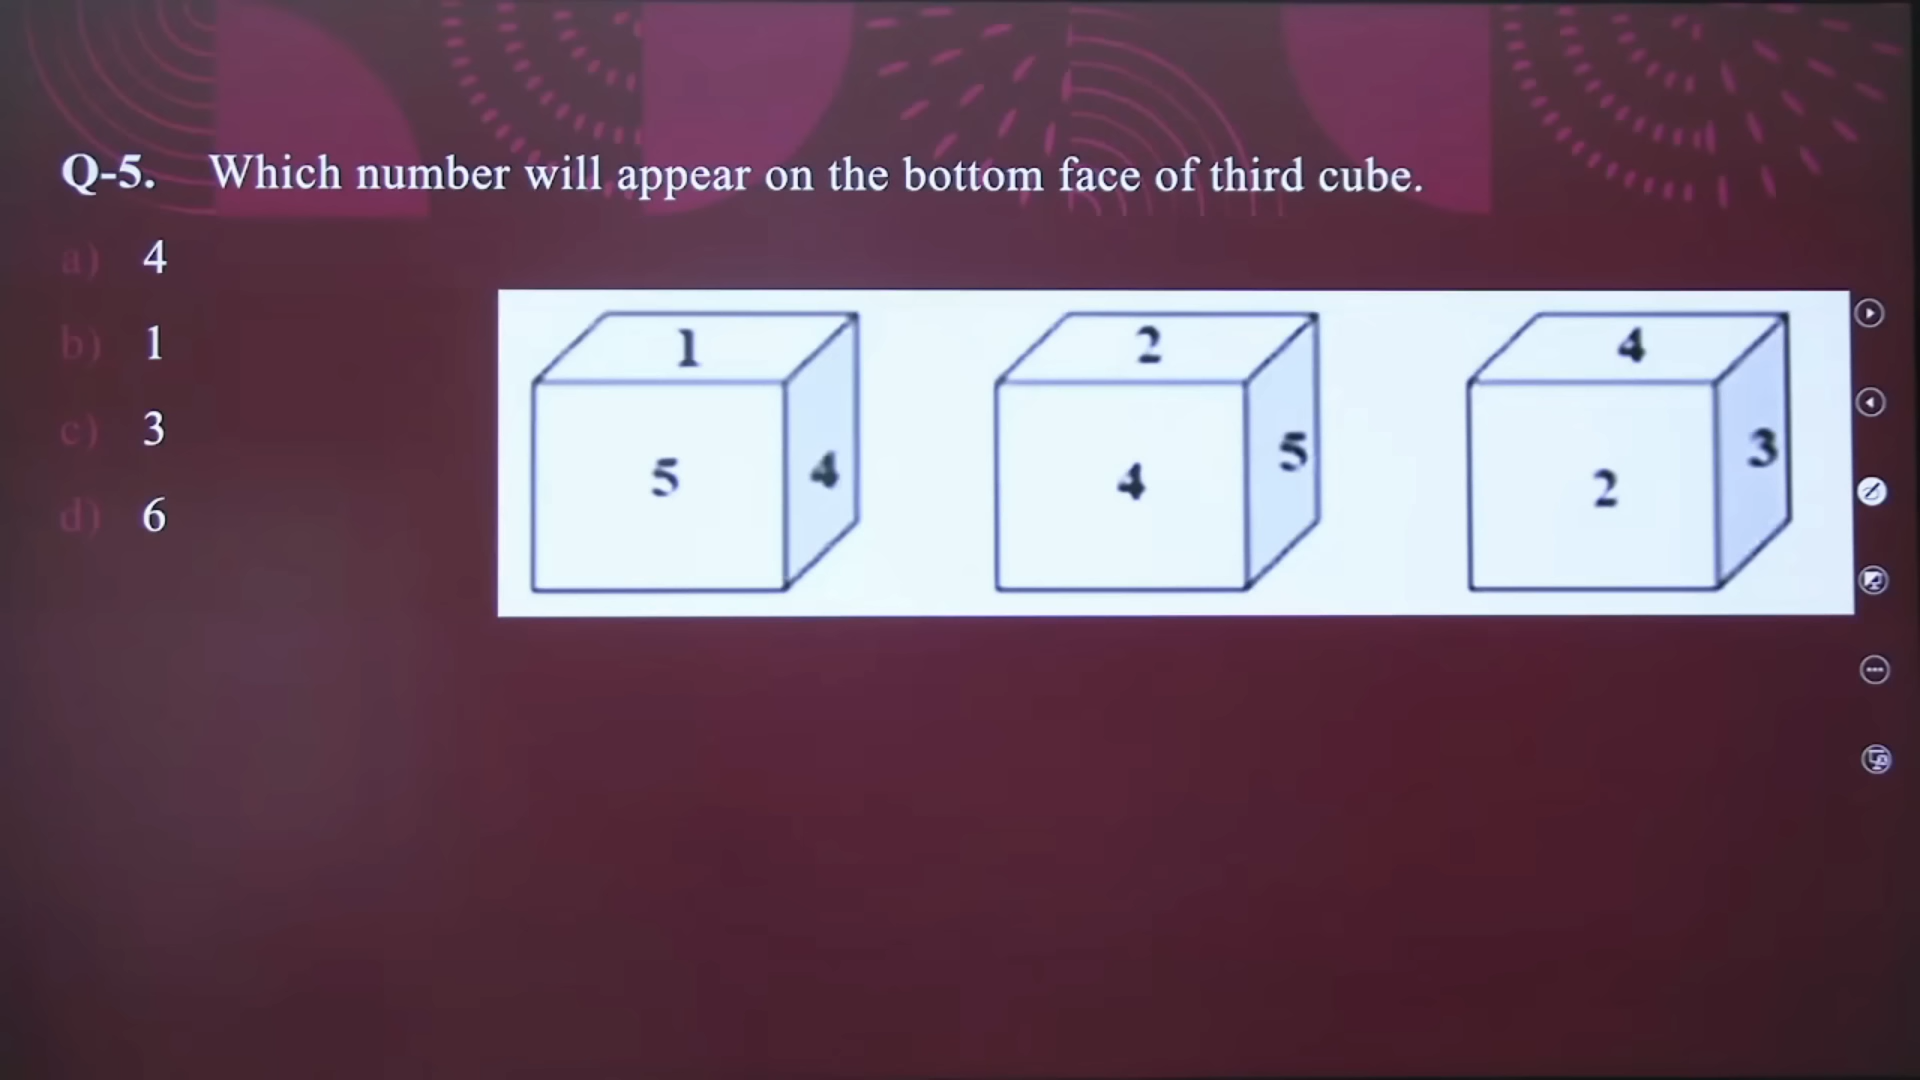 Q-5. Which number will appear on the bottom face of third cube.
a) 4
b) 1
c) 3
d) 6
1 5 4
2 4 5
4 2 3